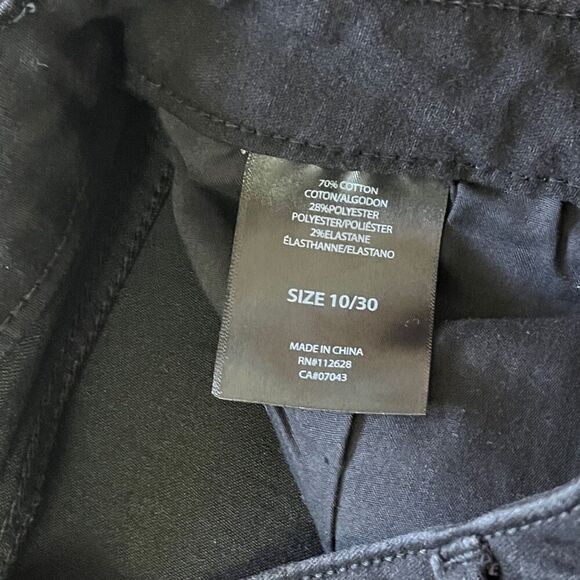 70% COTTON
COTON/ALGODON
28%POLYESTER
POLYESTER/POLIÉSTER
2%ELASTANE
ÉLASTHANNE/ELASTANO
SIZE 10/30
MADE IN CHINA
RN#112628
CA#07043